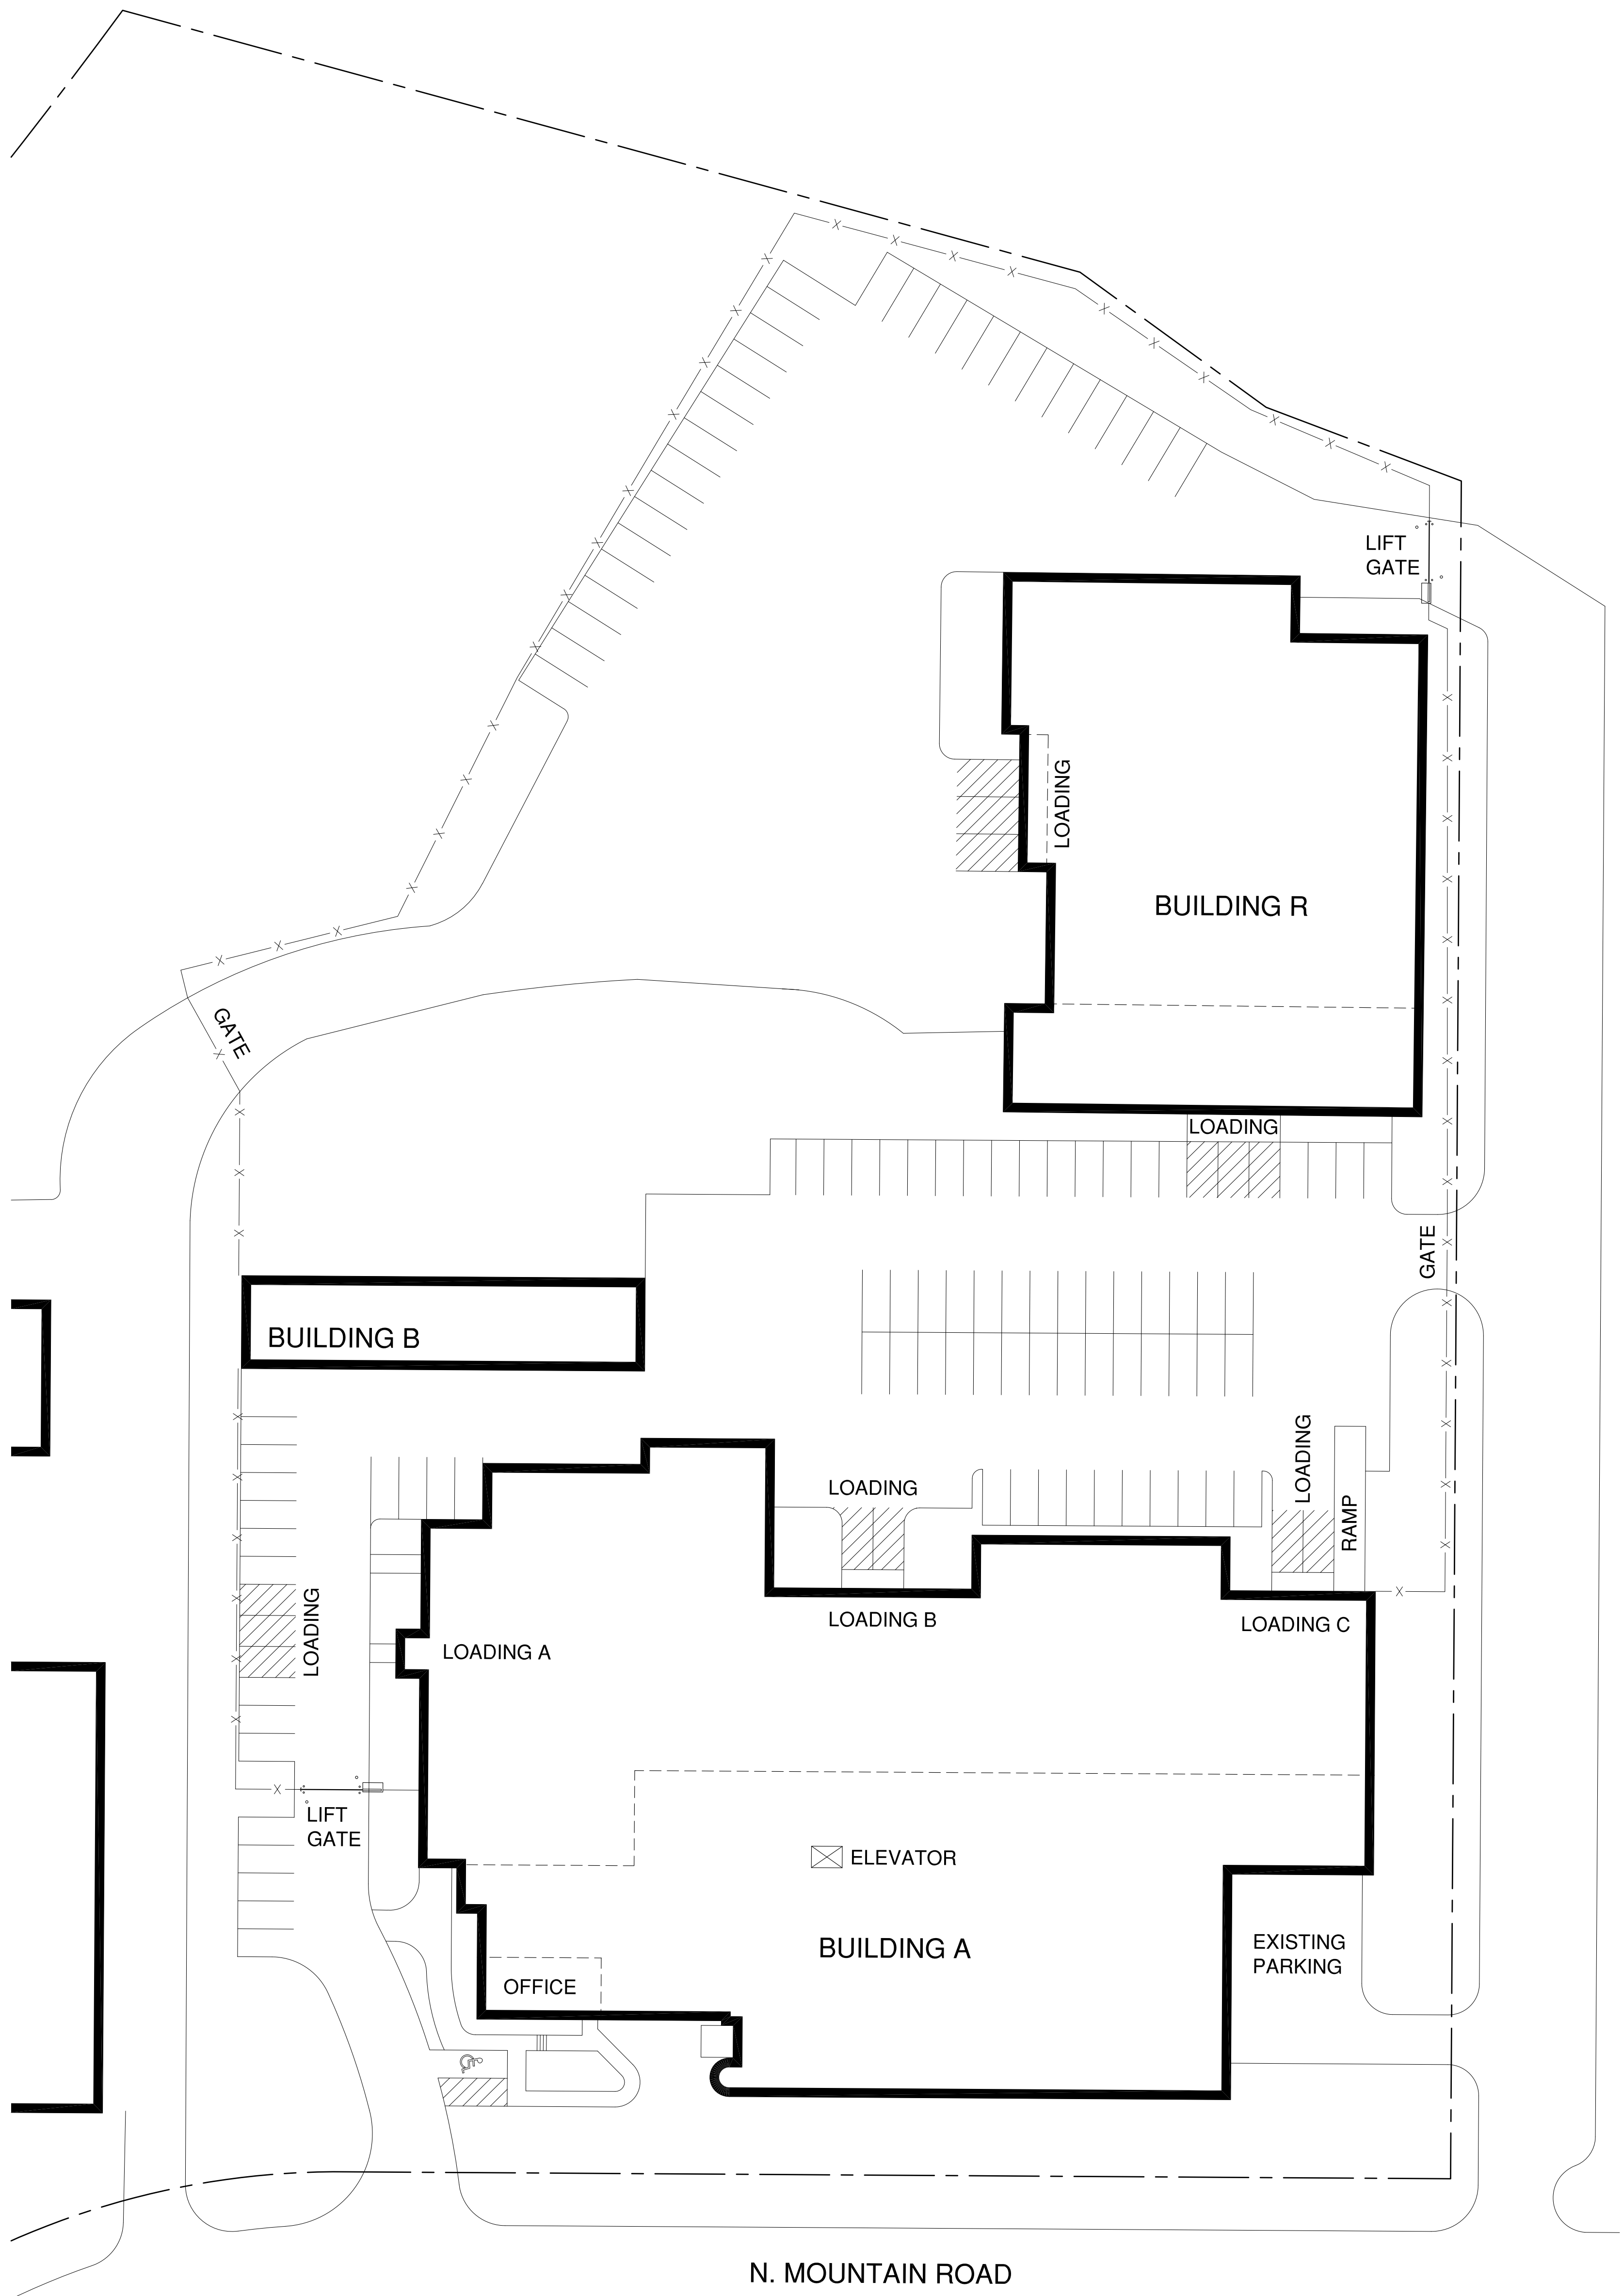 LIFT
GATE
LOADING
BUILDING R
GATE
LOADING
GATE
BUILDING B
LOADING
LOADING
RAMP
LOADING
LOADING A
LOADING B
LOADING C
LIFT
GATE
ELEVATOR
BUILDING A
EXISTING
PARKING
OFFICE
N. MOUNTAIN ROAD